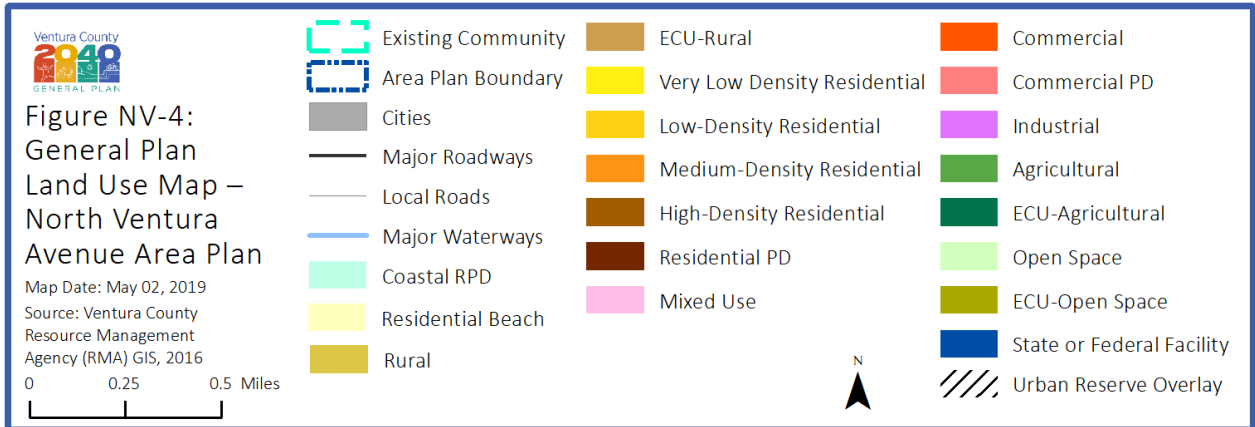 Ventura County
2040
GENERAL PLAN
Figure NV-4:
General Plan
Land Use Map –
North Ventura
Avenue Area Plan
Map Date: May 02, 2019
Source: Ventura County
Resource Management
Agency (RMA) GIS, 2016
0 0.25 0.5 Miles
Existing Community
Area Plan Boundary
Cities
Major Roadways
Local Roads
Major Waterways
Coastal RPD
Residential Beach
Rural
ECU-Rural
Very Low Density Residential
Low-Density Residential
Medium-Density Residential
High-Density Residential
Residential PD
Mixed Use
N
Commercial
Commercial PD
Industrial
Agricultural
ECU-Agricultural
Open Space
ECU-Open Space
State or Federal Facility
Urban Reserve Overlay